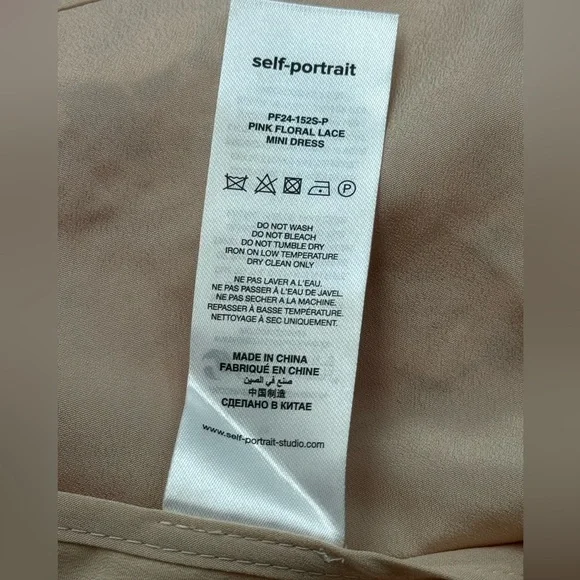 self-portrait
PF24-152S-P
PINK FLORAL LACE
MINI DRESS
DO NOT WASH
DO NOT BLEACH
DO NOT TUMBLE DRY
IRON ON LOW TEMPERATURE
DRY CLEAN ONLY
NE PAS LAVER A L'EAU.
NE PAS PASSER À L'EAU DE JAVEL.
NE PAS SECHER A LA MACHINE.
REPASSER À BASSE TEMPÉRATURE.
NETTOYAGE À SEC UNIQUEMENT.
MADE IN CHINA
FABRIQUÉ EN CHINE
صنع في الصين
中国制造
СДЕЛАНО В КИТАЕ
www.self-portrait-studio.com